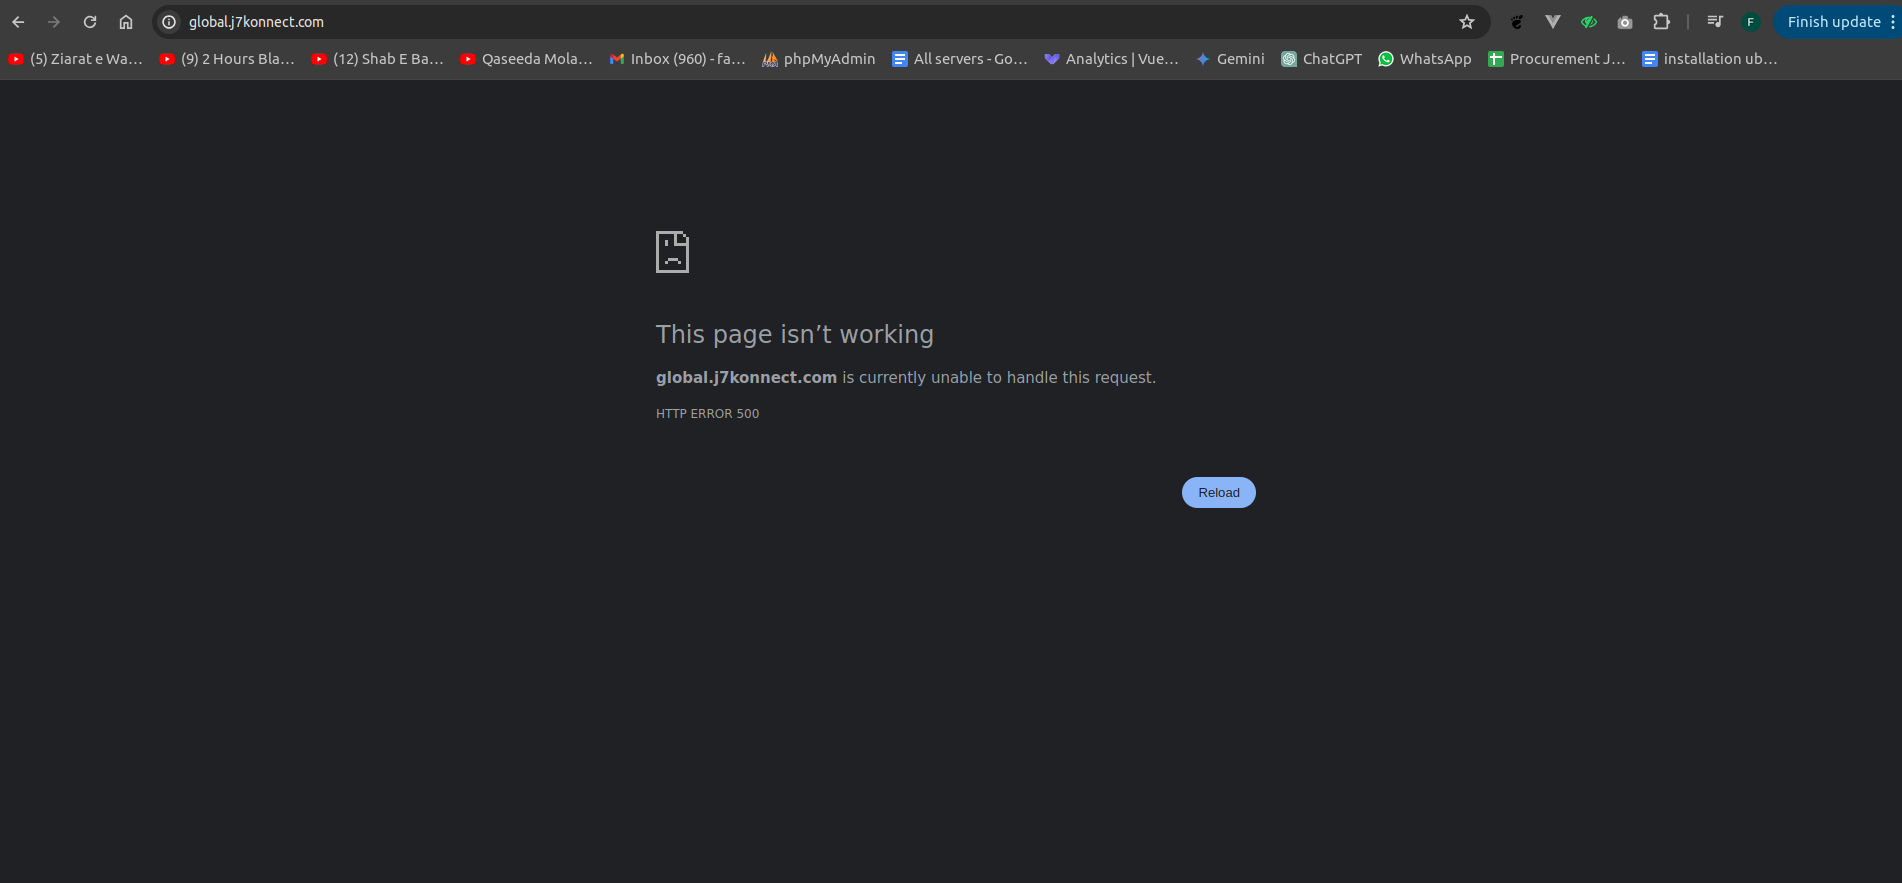 global.j7konnect.com
F
Finish update
(5) Ziarat e Wa...
(9) 2 Hours Bla...
(12) Shab E Ba...
Qaseeda Mola...
Inbox (960) - fa...
phpMyAdmin
All servers - Go...
Analytics | Vue...
Gemini
ChatGPT
WhatsApp
Procurement J...
installation ub...
This page isn’t working
global.j7konnect.com is currently unable to handle this request.
HTTP ERROR 500
Reload